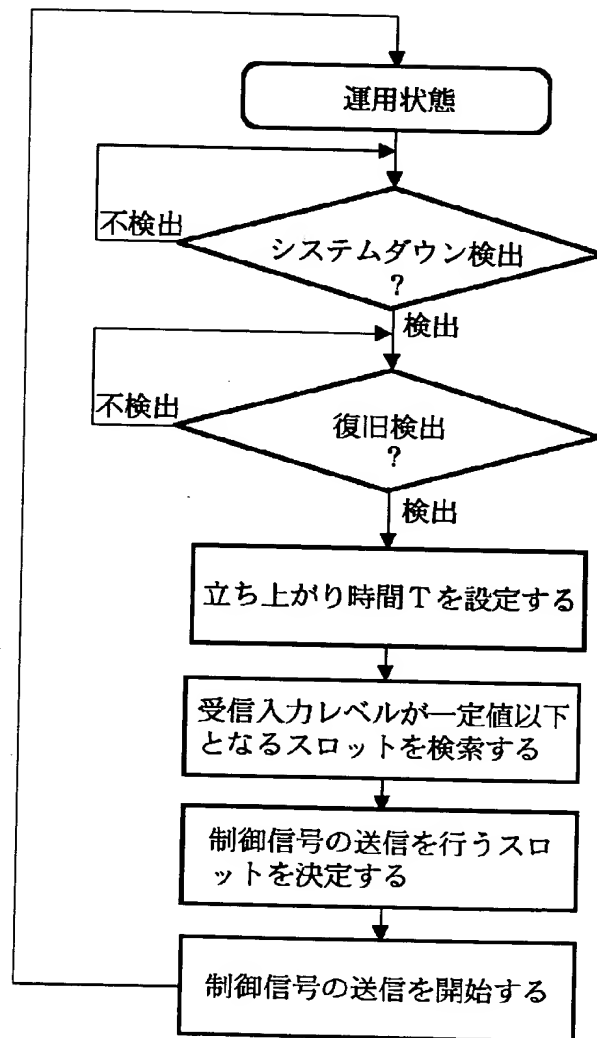 運用状態
不検出
システムダウン検出
?
検出
不検出
復旧検出
?
検出
立ち上がり時間Tを設定する
受信入力レベルが一定値以下
となるスロットを検索する
制御信号の送信を行うスロ
ットを決定する
制御信号の送信を開始する